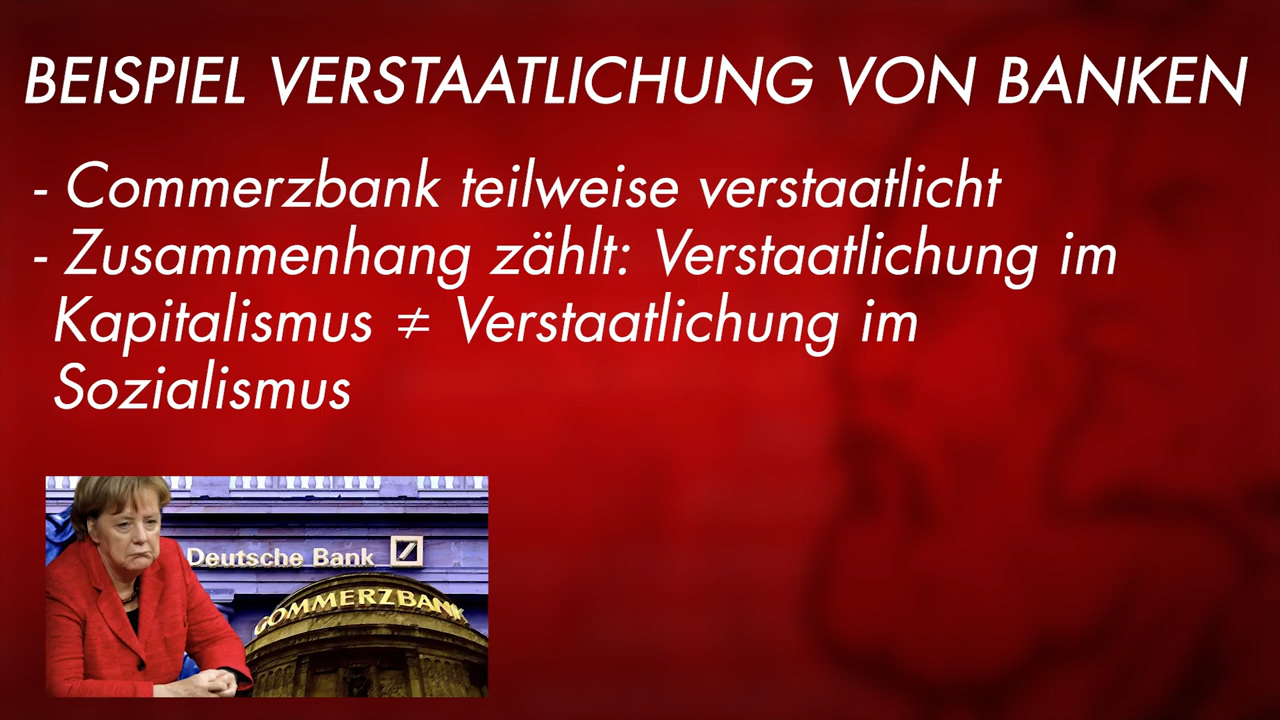 BEISPIEL VERSTAATLICHUNG VON BANKEN
- Commerzbank teilweise verstaatlicht
- Zusammenhang zählt: Verstaatlichung im
Kapitalismus ≠ Verstaatlichung im
Sozialismus
Deutsche Bank
COMMERZBANK